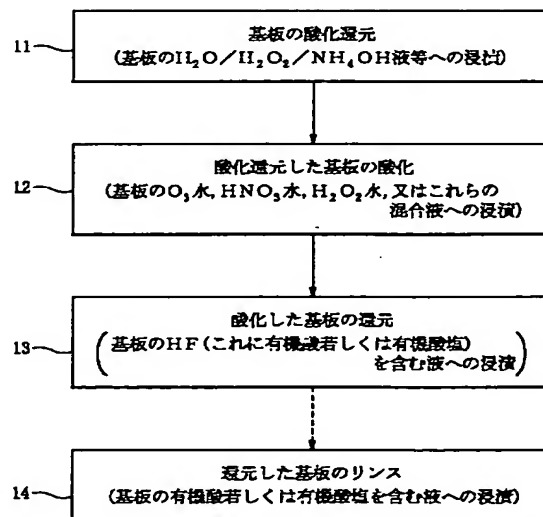 11
基板の酸化還元
(基板のH₂O/H₂O₂/NH₄OH液等への浸漬)
12
酸化還元した基板の酸化
(基板のO₃水,HNO₃水,H₂O₂水,又はこれらの
混合液への浸漬)
13
酸化した基板の還元
(基板のHF(これに有機酸若しくは有機酸塩)
を含む液への浸漬)
14
還元した基板のリンス
(基板の有機酸若しくは有機酸塩を含む液への浸漬)